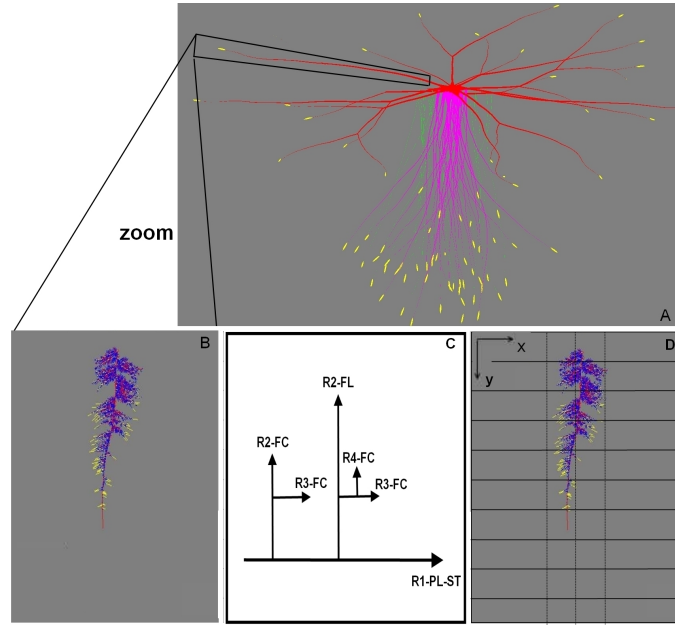 zoom
A
B
C
D
R2-FL
R2-FC
R4-FC
R3-FC
R3-FC
R1-PL-ST
x
y